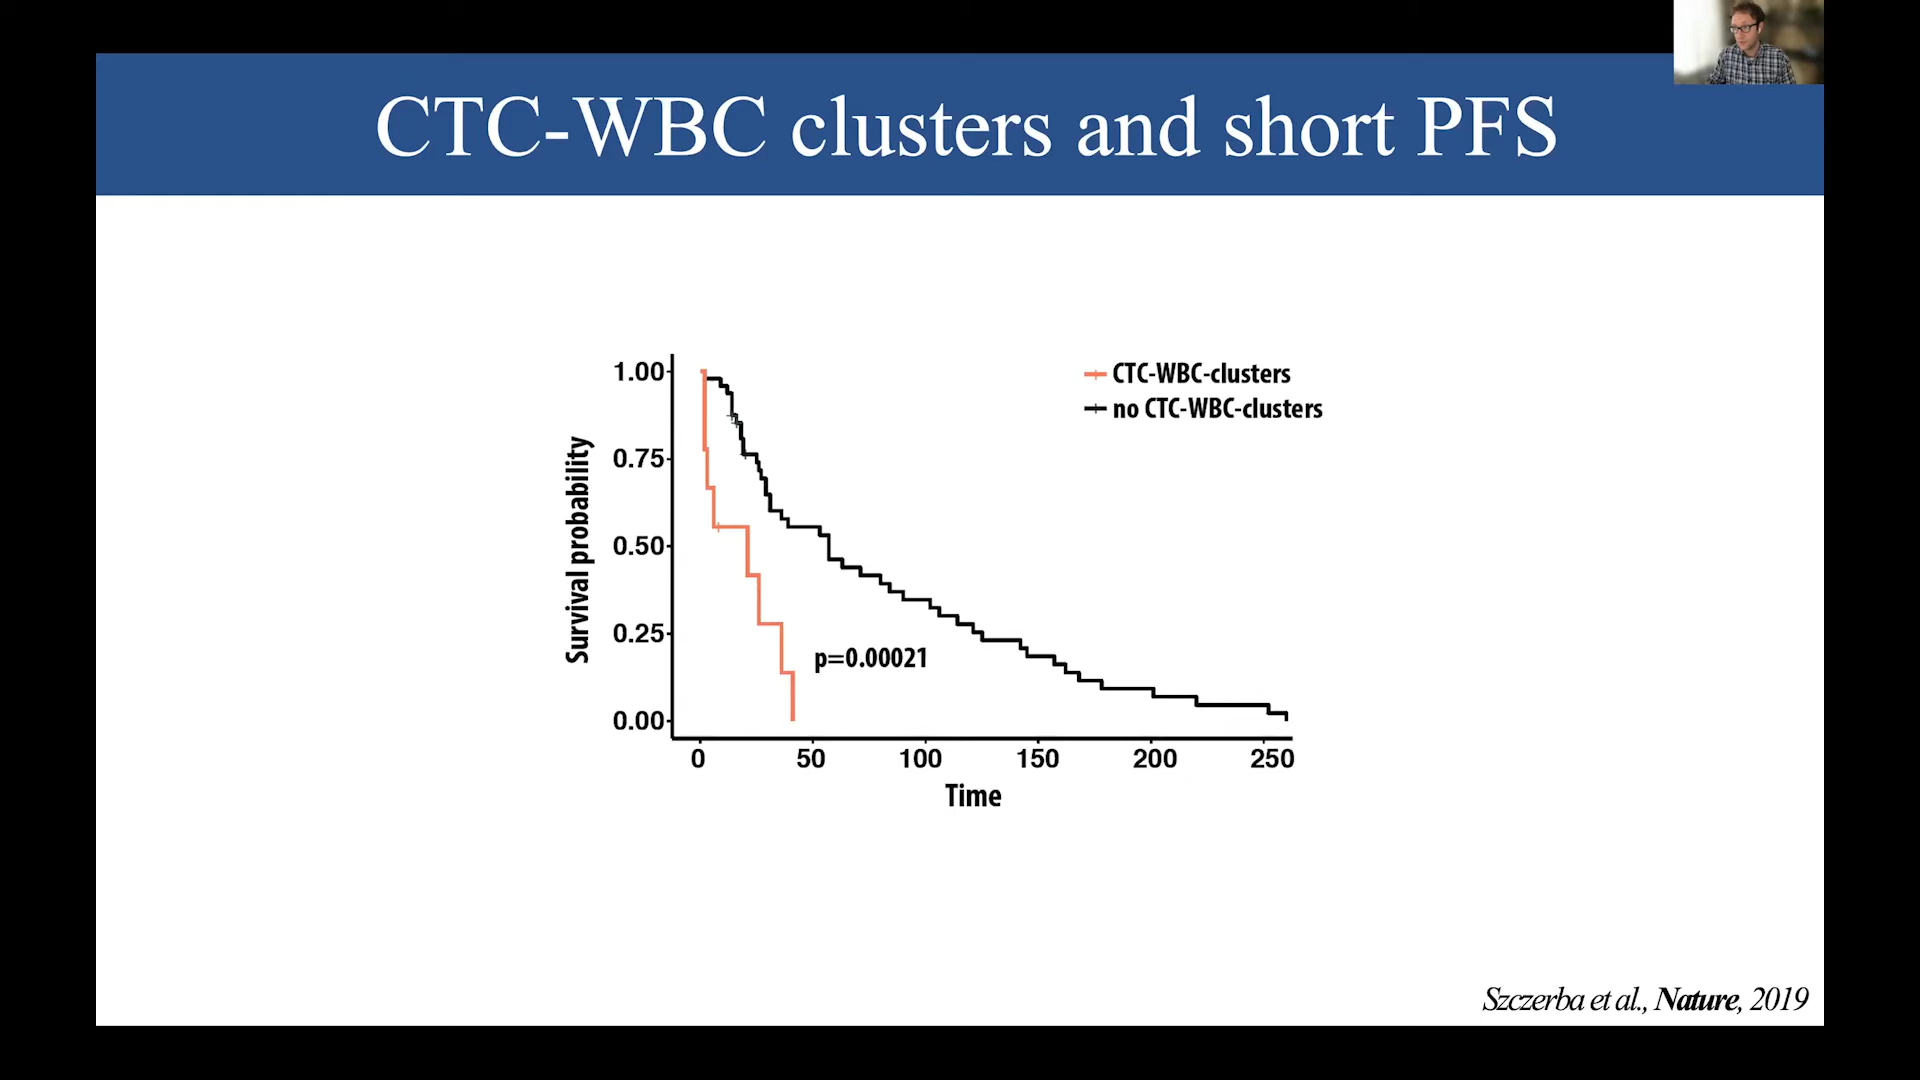 CTC-WBC clusters and short PFS
CTC-WBC-clusters
no CTC-WBC-clusters
1.00
0.75
0.50
0.25
0.00
Survival probability
p=0.00021
0 50 100 150 200 250
Time
Szczerba et al., Nature, 2019